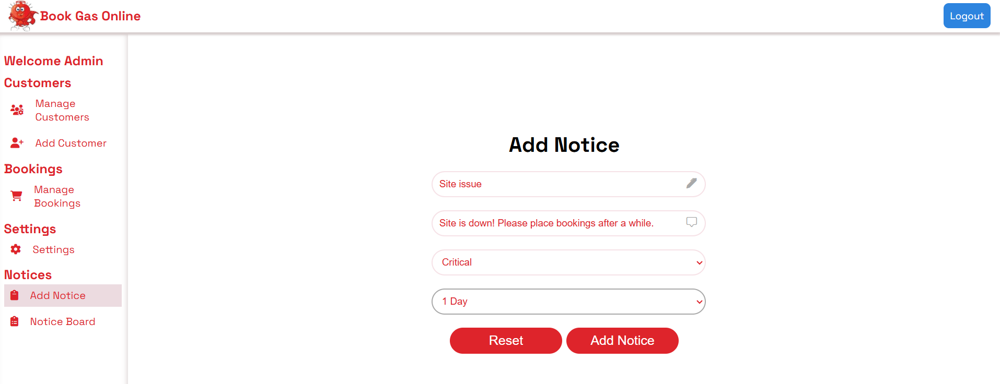 Book Gas Online
Logout
Welcome Admin
Customers
Manage
Customers
Add Customer
Bookings
Manage
Bookings
Settings
Settings
Notices
Add Notice
Notice Board
Add Notice
Site issue
Site is down! Please place bookings after a while.
Critical
1 Day
Reset
Add Notice